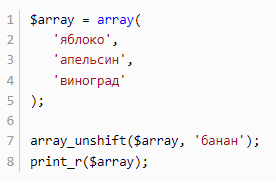 1 $array = array(
2 'яблоко',
3 'апельсин',
4 'виноград'
5 );
6
7 array_unshift($array, 'банан');
8 print_r($array);